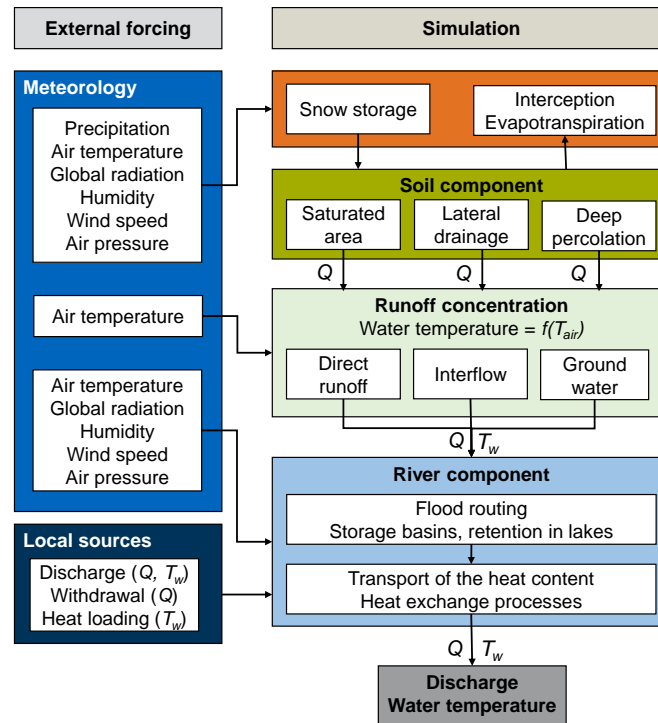 External forcing
Simulation
Meteorology
Precipitation
Air temperature
Global radiation
Humidity
Wind speed
Air pressure
Air temperature
Air temperature
Global radiation
Humidity
Wind speed
Air pressure
Local sources
Discharge (Q, Tw)
Withdrawal (Q)
Heat loading (Tw)
Snow storage
Interception
Evapotranspiration
Soil component
Saturated
area
Lateral
drainage
Deep
percolation
Q
Q
Q
Runoff concentration
Water temperature = f(Tair)
Direct
runoff
Interflow
Ground
water
Q Tw
River component
Flood routing
Storage basins, retention in lakes
Transport of the heat content
Heat exchange processes
Q Tw
Discharge
Water temperature